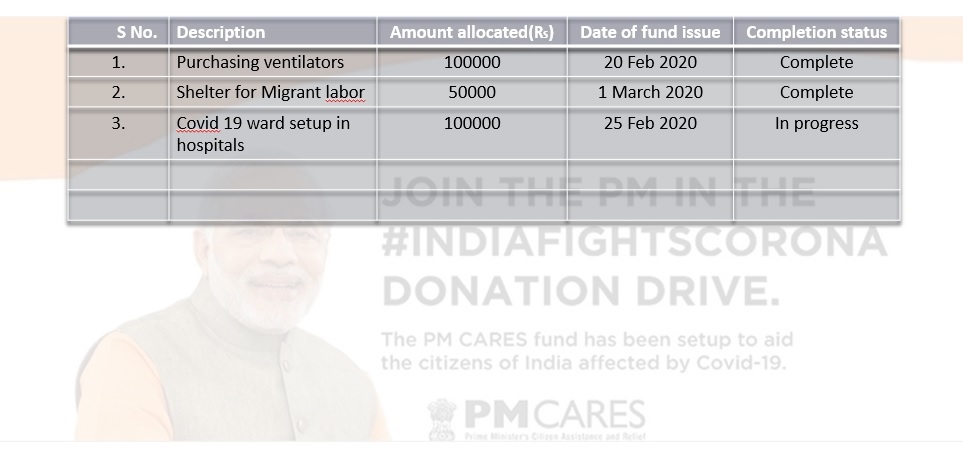 S No. Description Amount allocated(Rs) Date of fund issue Completion status
1. Purchasing ventilators 100000 20 Feb 2020 Complete
2. Shelter for Migrant labor 50000 1 March 2020 Complete
3. Covid 19 ward setup in 100000 25 Feb 2020 In progress
hospitals
JOIN THE PM IN THE
#INDIAFIGHTSCORONA
DONATION DRIVE.
The PM CARES fund has been setup to aid
the citizens of India affected by Covid-19.
PMCARES
Prime Minister's Citizen Assistance and Relief